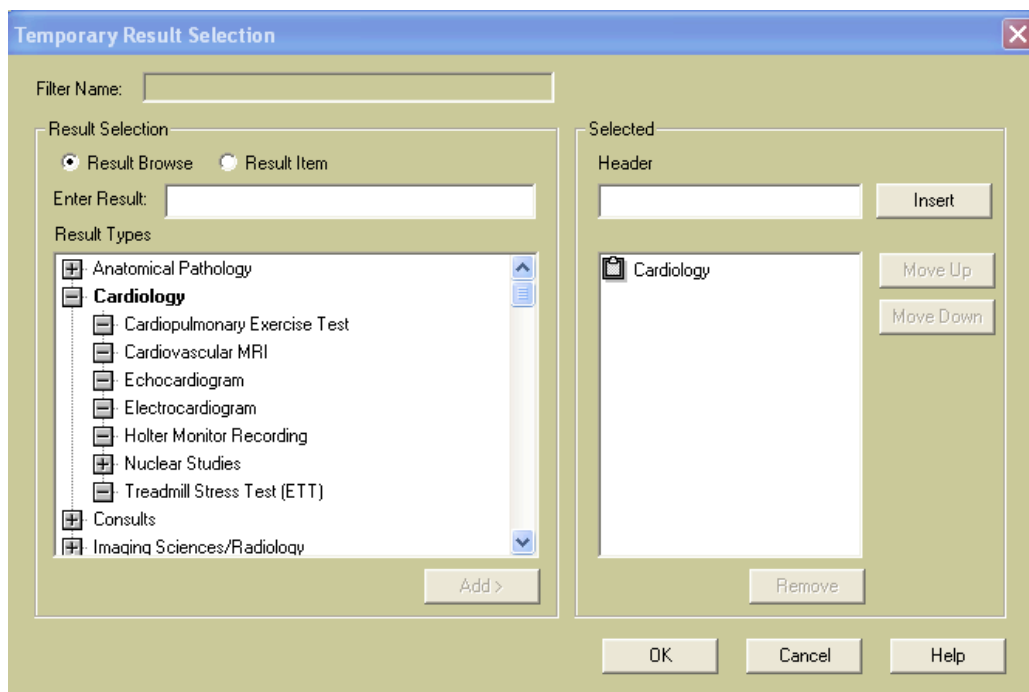 Temporary Result Selection
Filter Name:
Result Selection
Result Browse Result Item
Enter Result:
Result Types
Anatomical Pathology
Cardiology
Cardiopulmonary Exercise Test
Cardiovascular MRI
Echocardiogram
Electrocardiogram
Holter Monitor Recording
Nuclear Studies
Treadmill Stress Test (ETT)
Consults
Imaging Sciences/Radiology
Add >
Selected
Header
Insert
Cardiology
Move Up
Move Down
Remove
OK Cancel Help